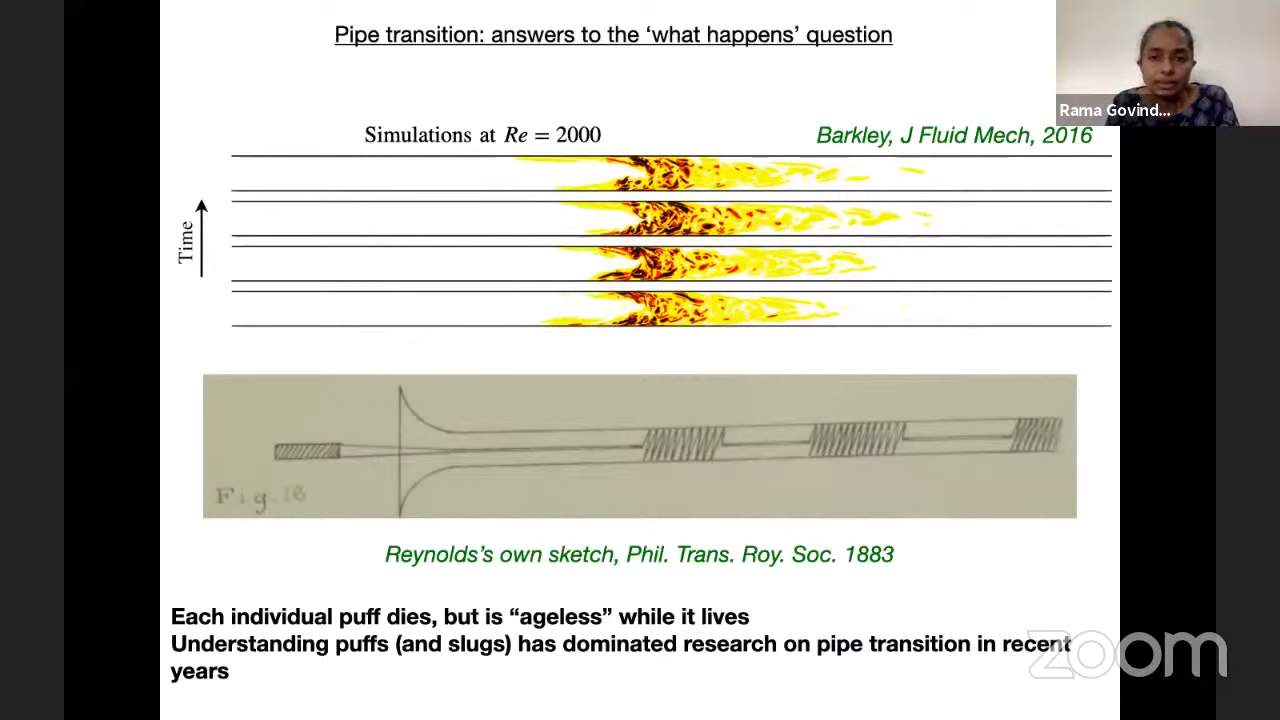 Pipe transition: answers to the ‘what happens’ question
Rama Govind...
Simulations at Re = 2000
Barkley, J Fluid Mech, 2016
Time
Fig.16
Reynolds's own sketch, Phil. Trans. Roy. Soc. 1883
Each individual puff dies, but is “ageless” while it lives
Understanding puffs (and slugs) has dominated research on pipe transition in recent
years
zoom